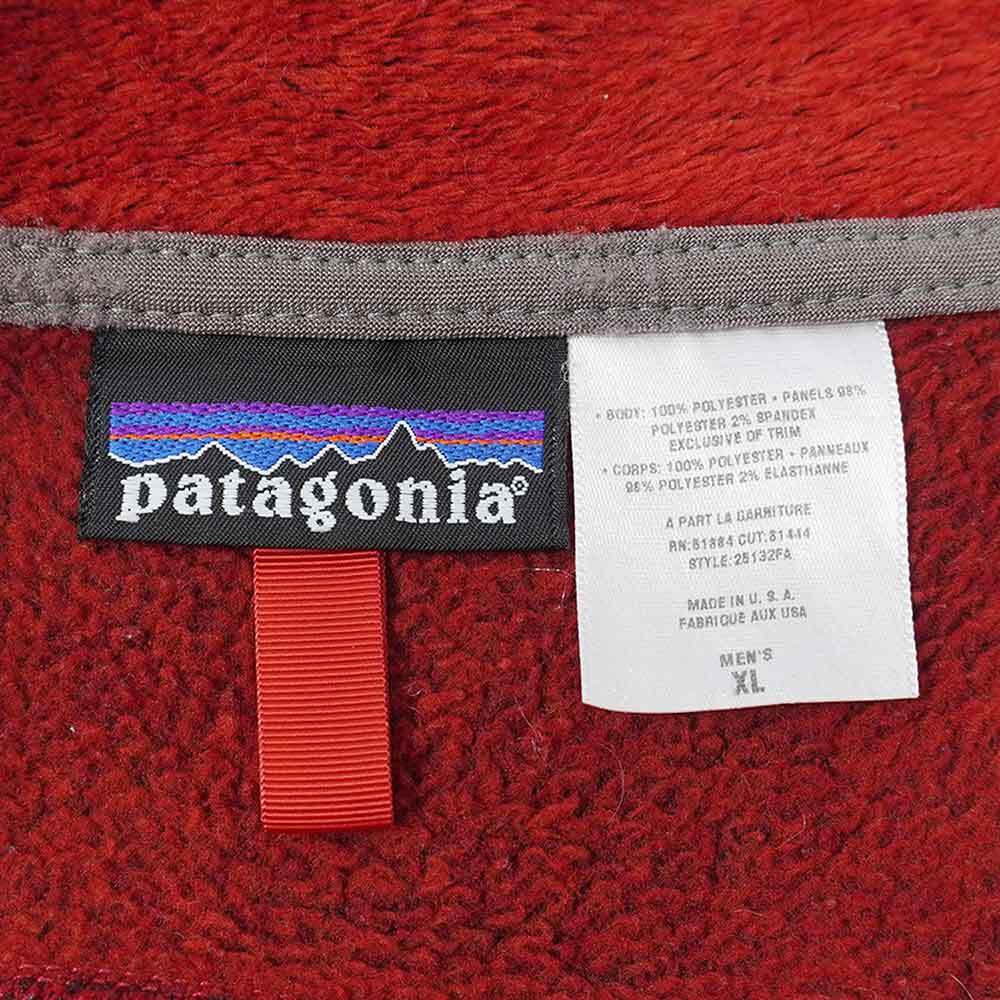 patagonia®
• BODY: 100% POLYESTER • PANELS 98%
POLYESTER 2% SPANDEX
EXCLUSIVE OF TRIM
• CORPS: 100% POLYESTER • PANNEAUX
98% POLYESTER 2% ELASTHANNE
A PART LA GARNITURE
RN:51884 CUT:81444
STYLE:25132FA
MADE IN U. S. A.
FABRIQUE AUX USA
MEN'S
XL